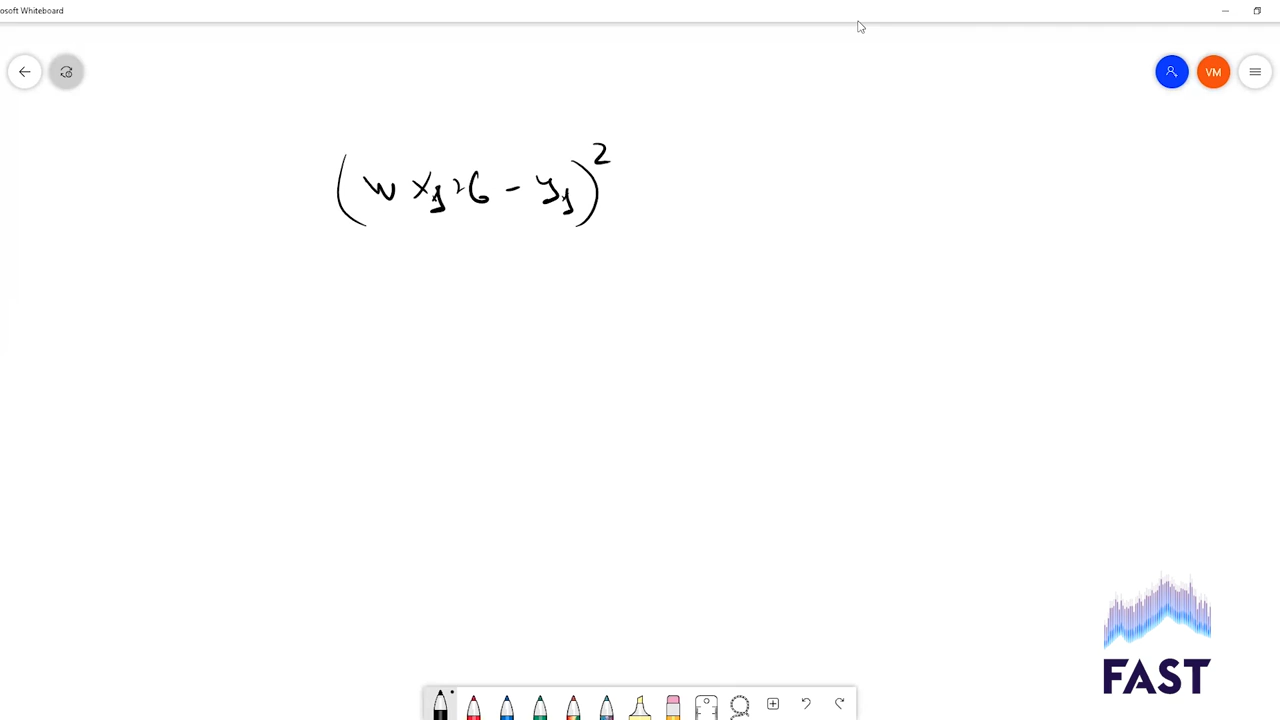 osoft Whiteboard
VM
(w x₁ + b - y₁)²
FAST